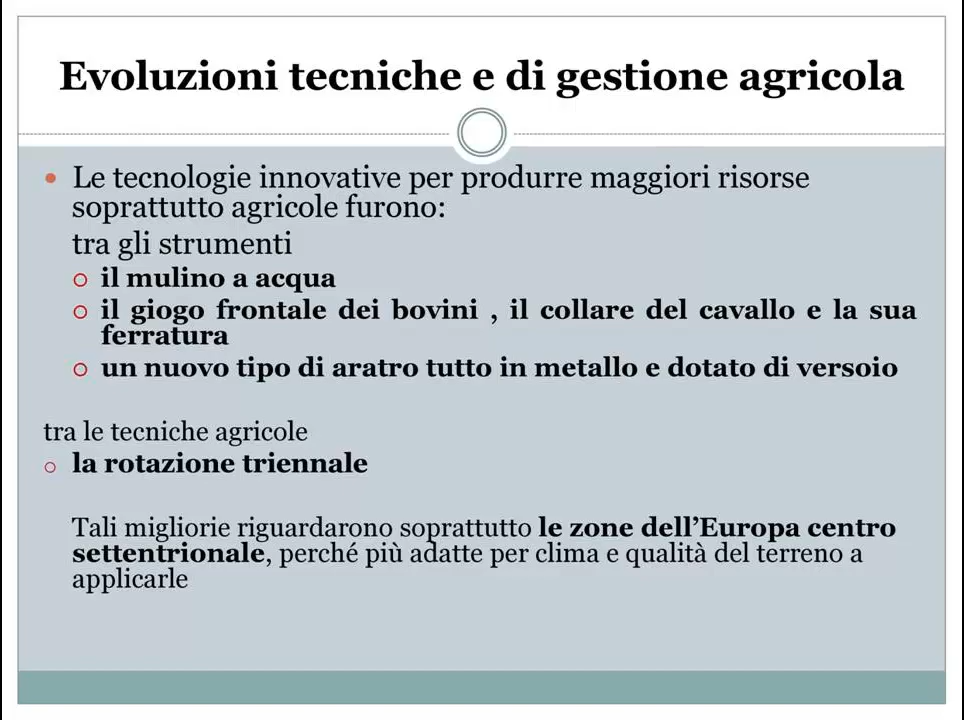 Evoluzioni tecniche e di gestione agricola
Le tecnologie innovative per produrre maggiori risorse
soprattutto agricole furono:
tra gli strumenti
il mulino a acqua
il giogo frontale dei bovini , il collare del cavallo e la sua
ferratura
un nuovo tipo di aratro tutto in metallo e dotato di versoio
tra le tecniche agricole
la rotazione triennale
Tali migliorie riguardarono soprattutto le zone dell’Europa centro
settentrionale, perché più adatte per clima e qualità del terreno a
applicarle